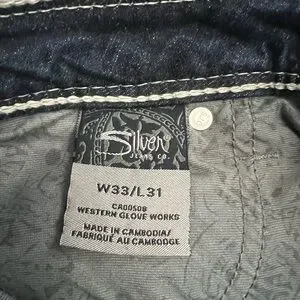 Silver
JEANS CO.
W33/L31
CA00508
WESTERN GLOVE WORKS
MADE IN CAMBODIA/
FABRIQUÉ AU CAMBODGE